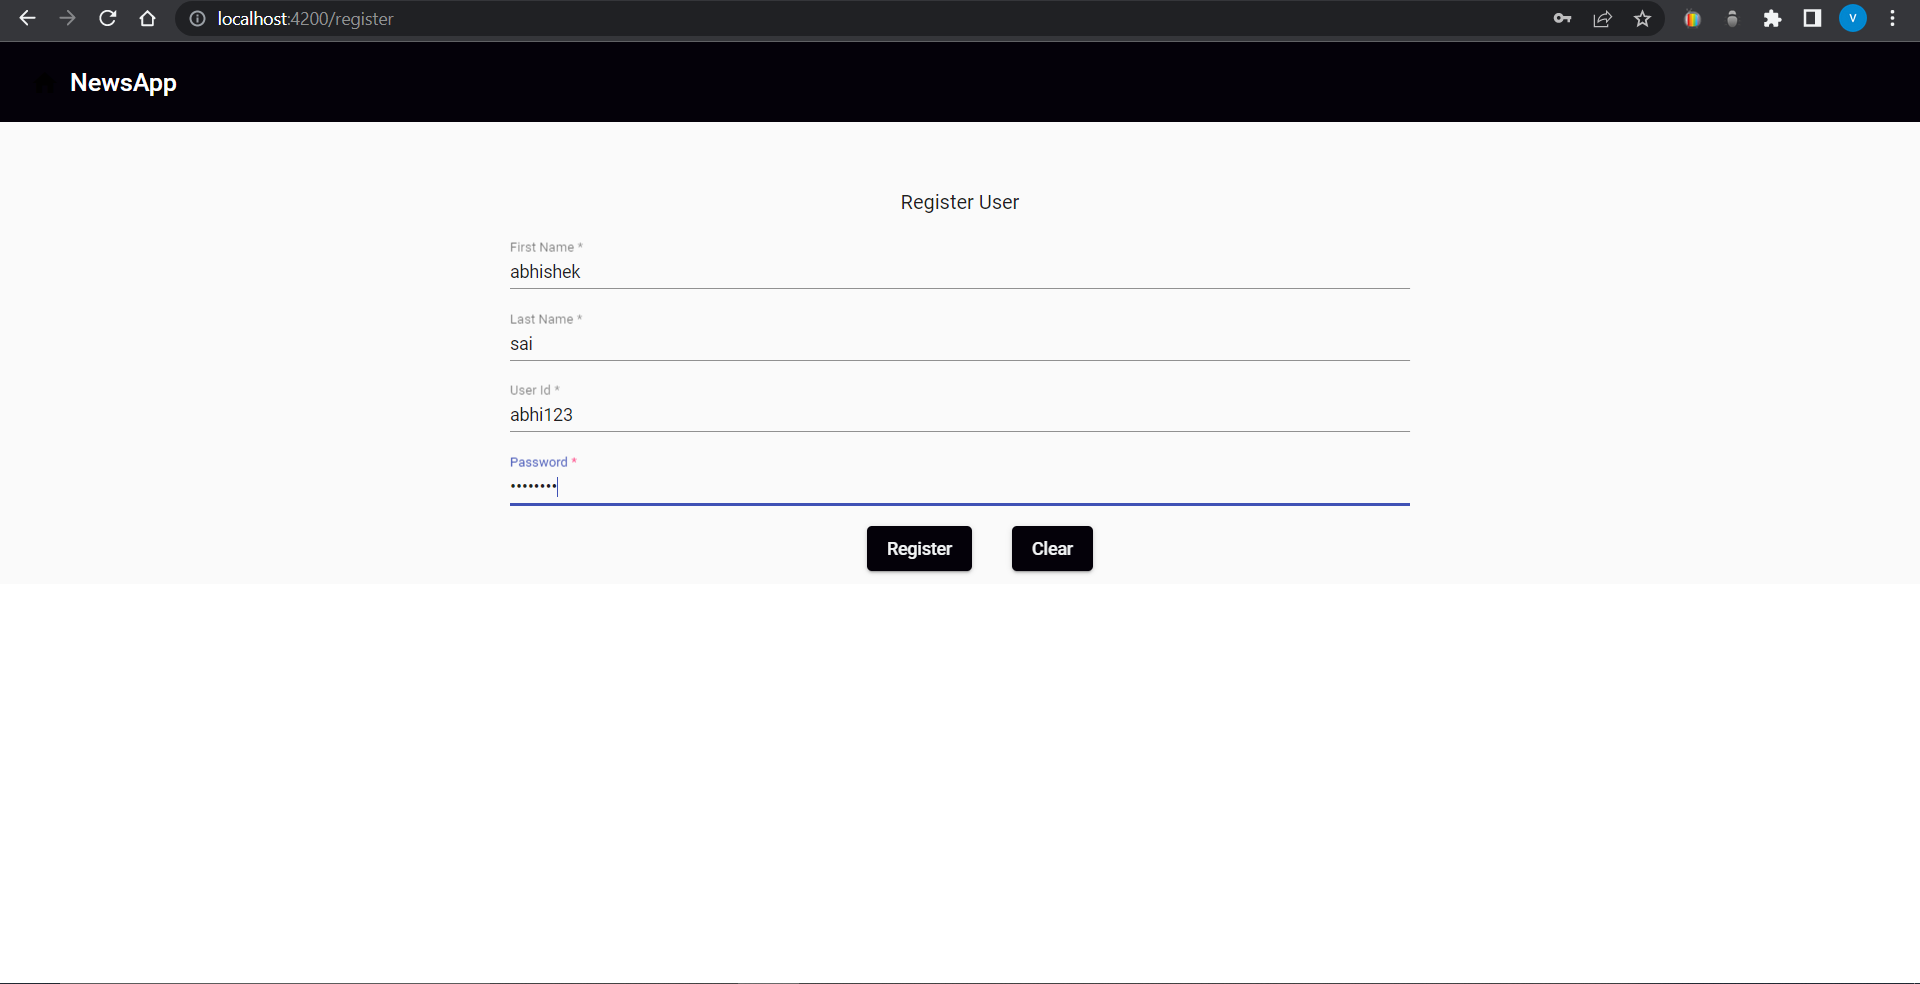 localhost:4200/register
V
NewsApp
Register User
First Name *
abhishek
Last Name *
sai
User Id *
abhi123
Password *
••••••••
Register Clear